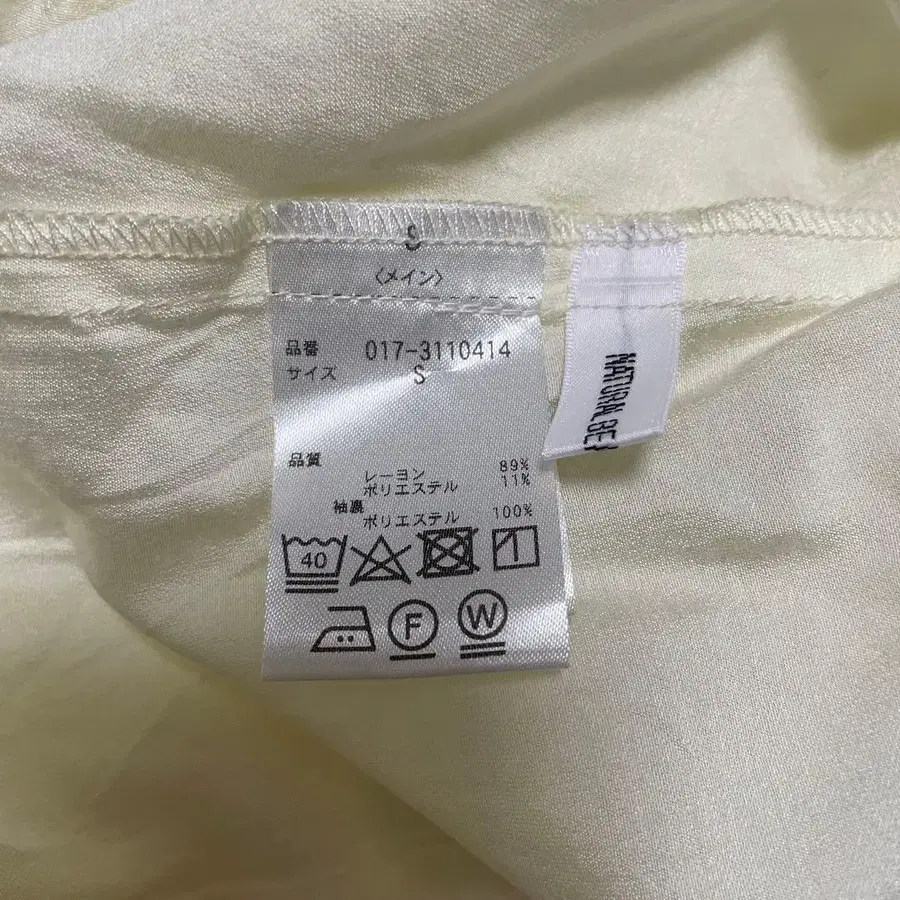 S
〈メイン〉
品番 017-3110414
サイズ S
品質
レーヨン 89%
ポリエステル 11%
袖裏
ポリエステル 100%
40
F
W
NATURAL BE